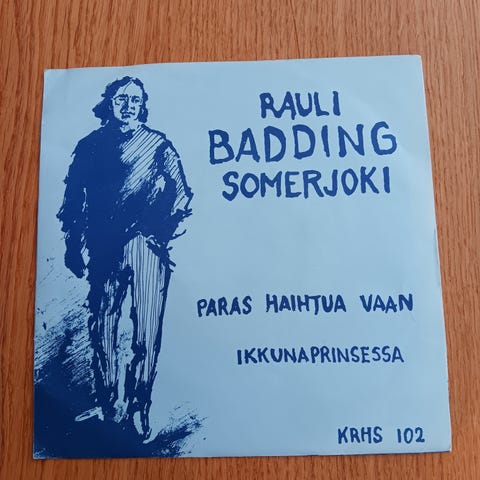 RAULI
BADDING
SOMERJOKI
PARAS HAIHTUA VAAN
IKKUNAPRINSESSA
KRHS 102